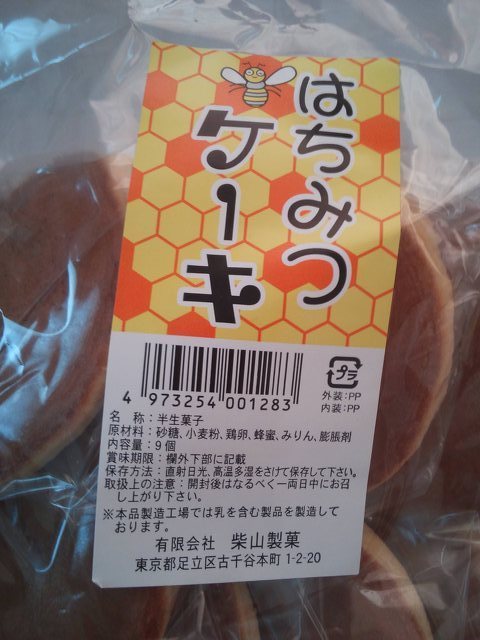 はちみつ
ケーキ
4 973254 001283
プラ
外装:PP
内装:PP
名　称:半生菓子
原材料:砂糖、小麦粉、鶏卵、蜂蜜、みりん、膨脹剤
内容量:9個
賞味期限:欄外下部に記載
保存方法:直射日光、高温多湿をさけて保存して下さい。
取扱上の注意:開封後はなるべく一両日中にお召
し上がり下さい。
※本品製造工場では乳を含む製品を製造して
おります。
有限会社　柴山製菓
東京都足立区古千谷本町 1-2-20